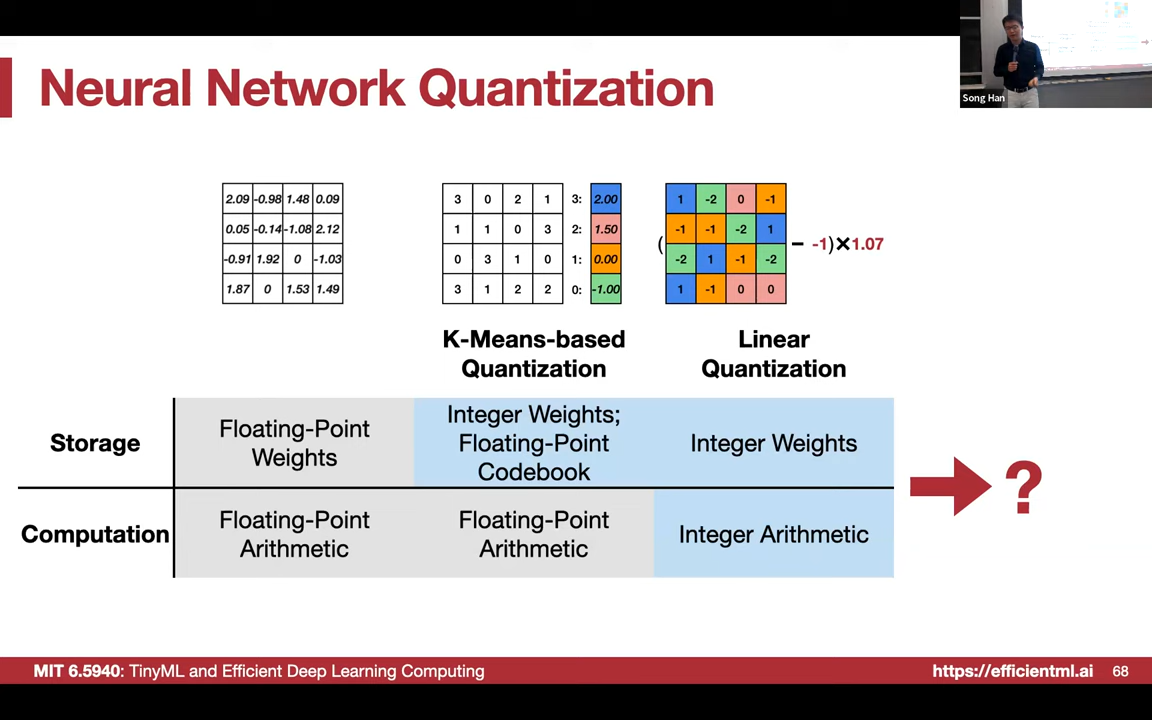 Neural Network Quantization
Song Han
2.09 -0.98 1.48 0.09
0.05 -0.14 -1.08 2.12
-0.91 1.92 0 -1.03
1.87 0 1.53 1.49
3 0 2 1 3: 2.00
1 1 0 3 2: 1.50
0 3 1 0 1: 0.00
3 1 2 2 0: -1.00
1 -2 0 -1
-1 -1 -2 1
-2 1 -1 -2
1 -1 0 0
( − -1)×1.07
K-Means-based
Quantization
Linear
Quantization
Storage
Floating-Point
Weights
Integer Weights;
Floating-Point
Codebook
Integer Weights
Computation
Floating-Point
Arithmetic
Floating-Point
Arithmetic
Integer Arithmetic
?
MIT 6.5940: TinyML and Efficient Deep Learning Computing
https://efficientml.ai 68